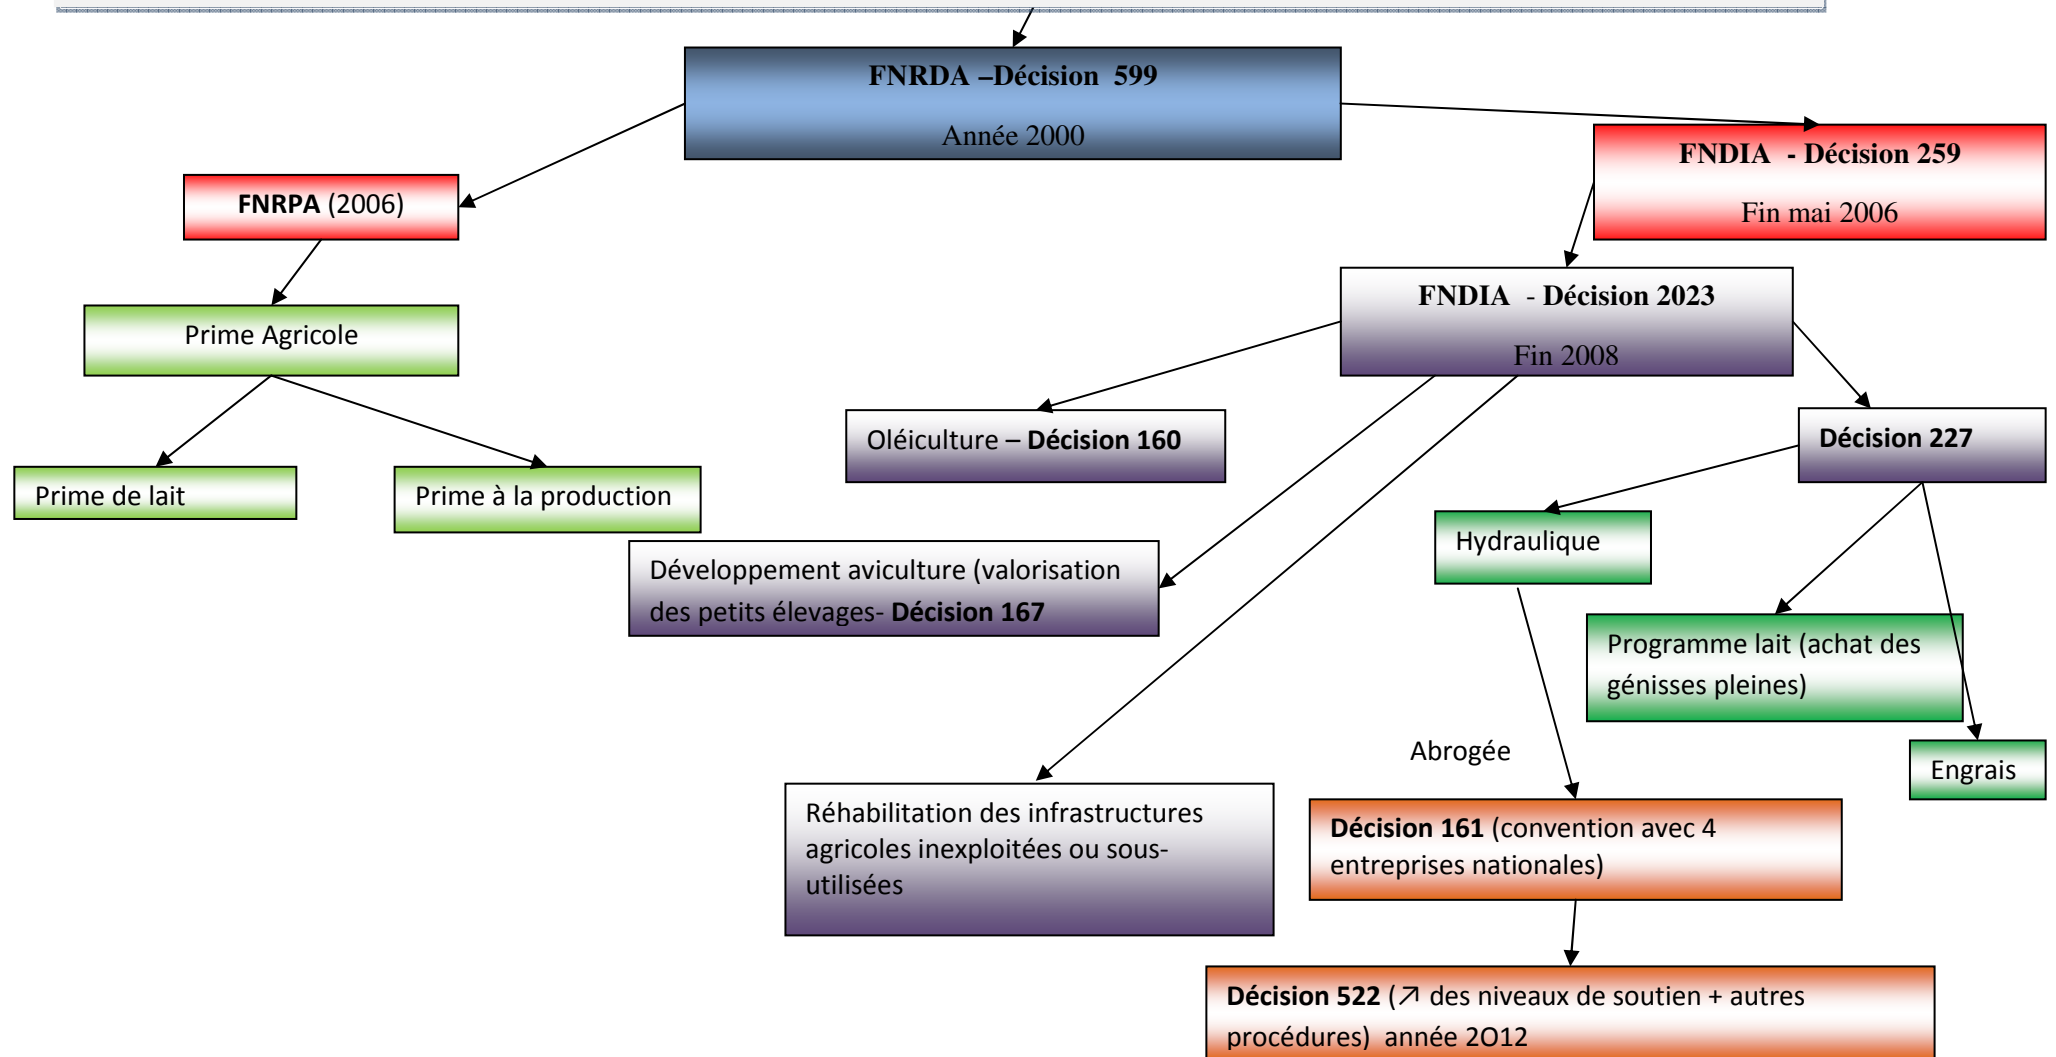 FNRDA –Décision 599
Année 2000
FNDIA - Décision 259
Fin mai 2006
FNRPA (2006)
FNDIA - Décision 2023
Fin 2008
Prime Agricole
Oléiculture – Décision 160
Décision 227
Prime de lait
Prime à la production
Hydraulique
Développement aviculture (valorisation
des petits élevages- Décision 167
Programme lait (achat des
génisses pleines)
Abrogée
Engrais
Réhabilitation des infrastructures
agricoles inexploitées ou sous-
utilisées
Décision 161 (convention avec 4
entreprises nationales)
Décision 522 (↗ des niveaux de soutien + autres
procédures) année 2O12